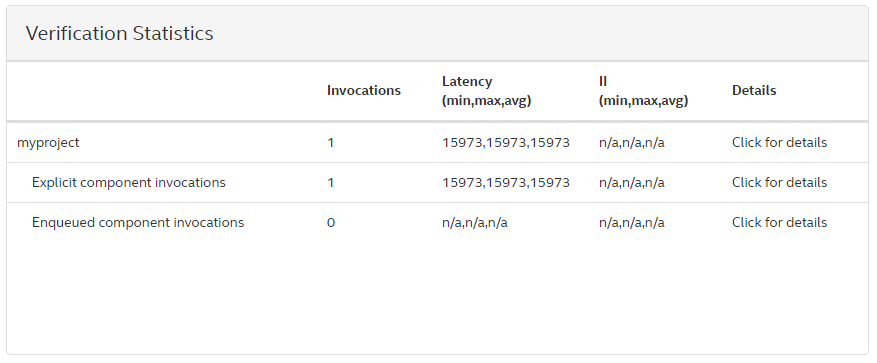 Verification Statistics
Invocations Latency (min,max,avg) II (min,max,avg) Details
myproject 1 15973,15973,15973 n/a,n/a,n/a Click for details
Explicit component invocations 1 15973,15973,15973 n/a,n/a,n/a Click for details
Enqueued component invocations 0 n/a,n/a,n/a n/a,n/a,n/a Click for details